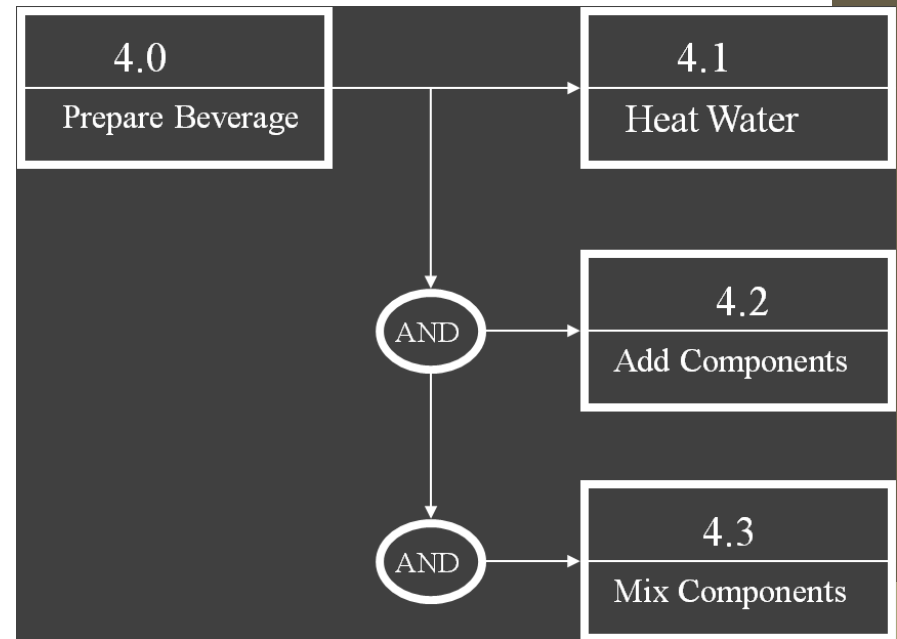 4.0
Prepare Beverage
4.1
Heat Water
AND
4.2
Add Components
AND
4.3
Mix Components